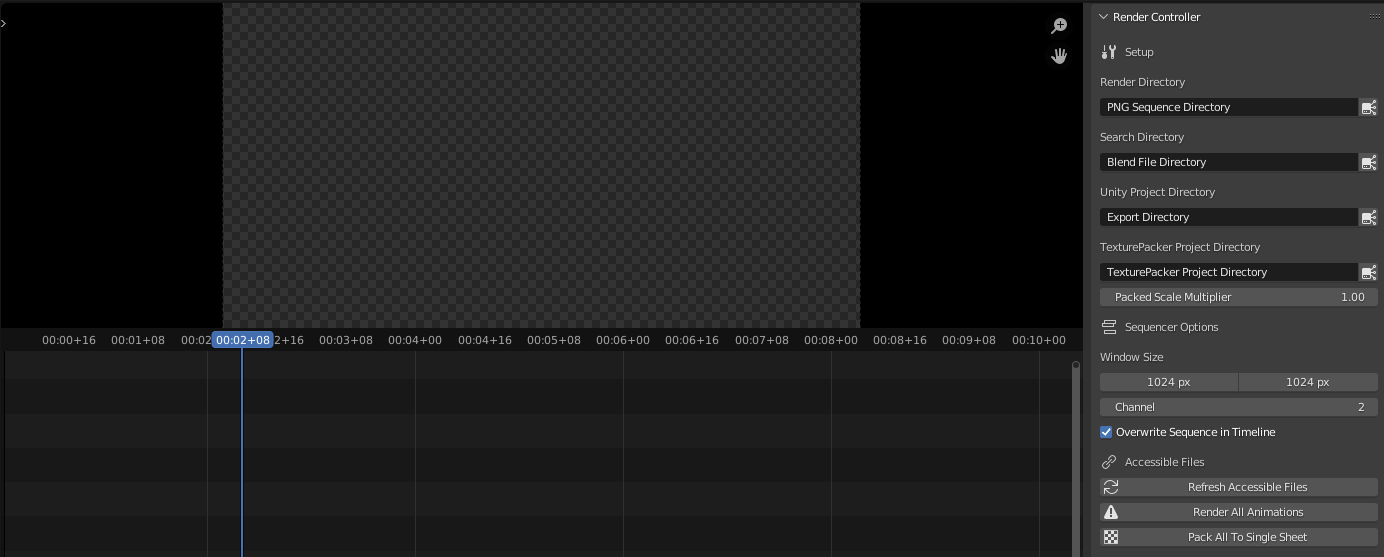 Render Controller
Setup
Render Directory
PNG Sequence Directory
Search Directory
Blend File Directory
Unity Project Directory
Export Directory
TexturePacker Project Directory
TexturePacker Project Directory
Packed Scale Multiplier 1.00
Sequencer Options
Window Size
1024 px 1024 px
Channel 2
Overwrite Sequence in Timeline
Accessible Files
Refresh Accessible Files
Render All Animations
Pack All To Single Sheet
00:00+16 00:01+08 00:02 00:02+08 2+16 00:03+08 00:04+00 00:04+16 00:05+08 00:06+00 00:06+16 00:07+08 00:08+00 00:08+16 00:09+08 00:10+00